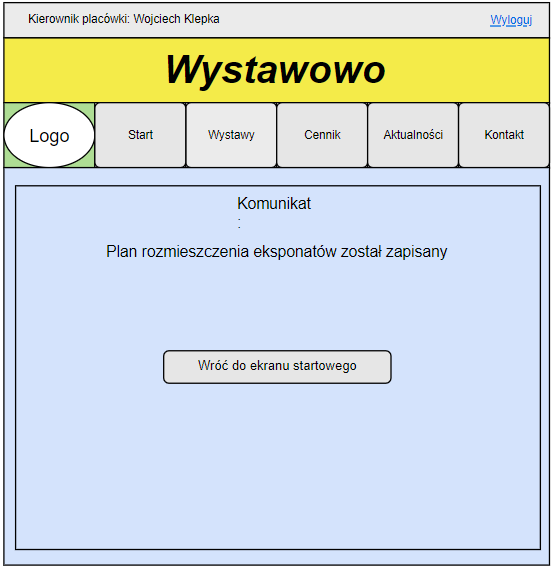 Kierownik placówki: Wojciech Klepka
Wyloguj
Wystawowo
Logo
Start
Wystawy
Cennik
Aktualności
Kontakt
Komunikat
:
Plan rozmieszczenia eksponatów został zapisany
Wróć do ekranu startowego